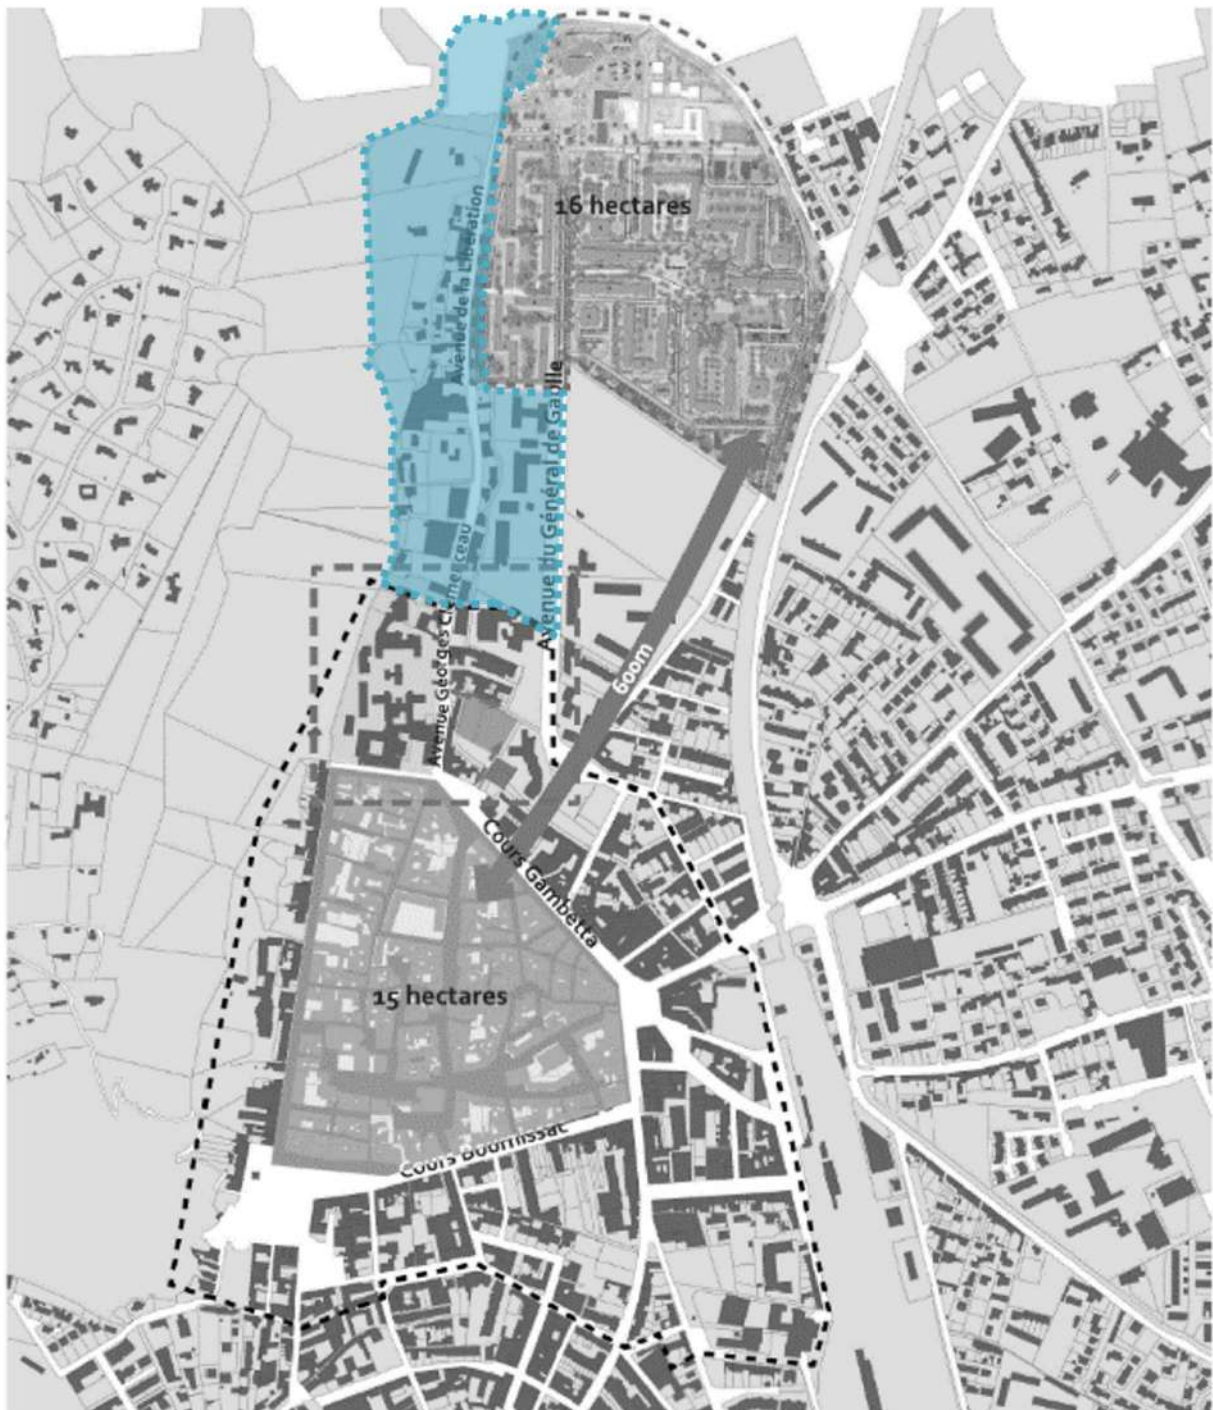 16 hectares
Avenue de la Libération
Avenue du Général de Gaulle
Avenue Georges Clemenceau
600m
Cours Gambetta
15 hectares
Cours Bournissac